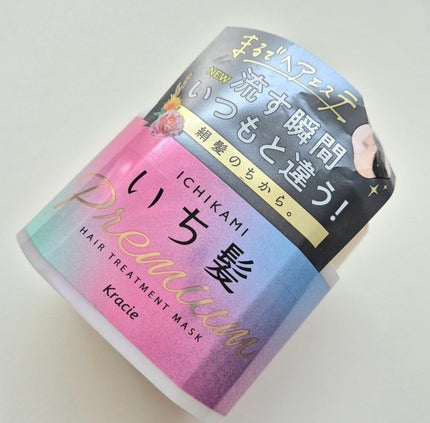 まるでヘアエステ
NEW
流す瞬間
いつもと違う!
絹髪のちから。
ICHIKAMI
いち髪
Premium
HAIR TREATMENT MASK
Kracie